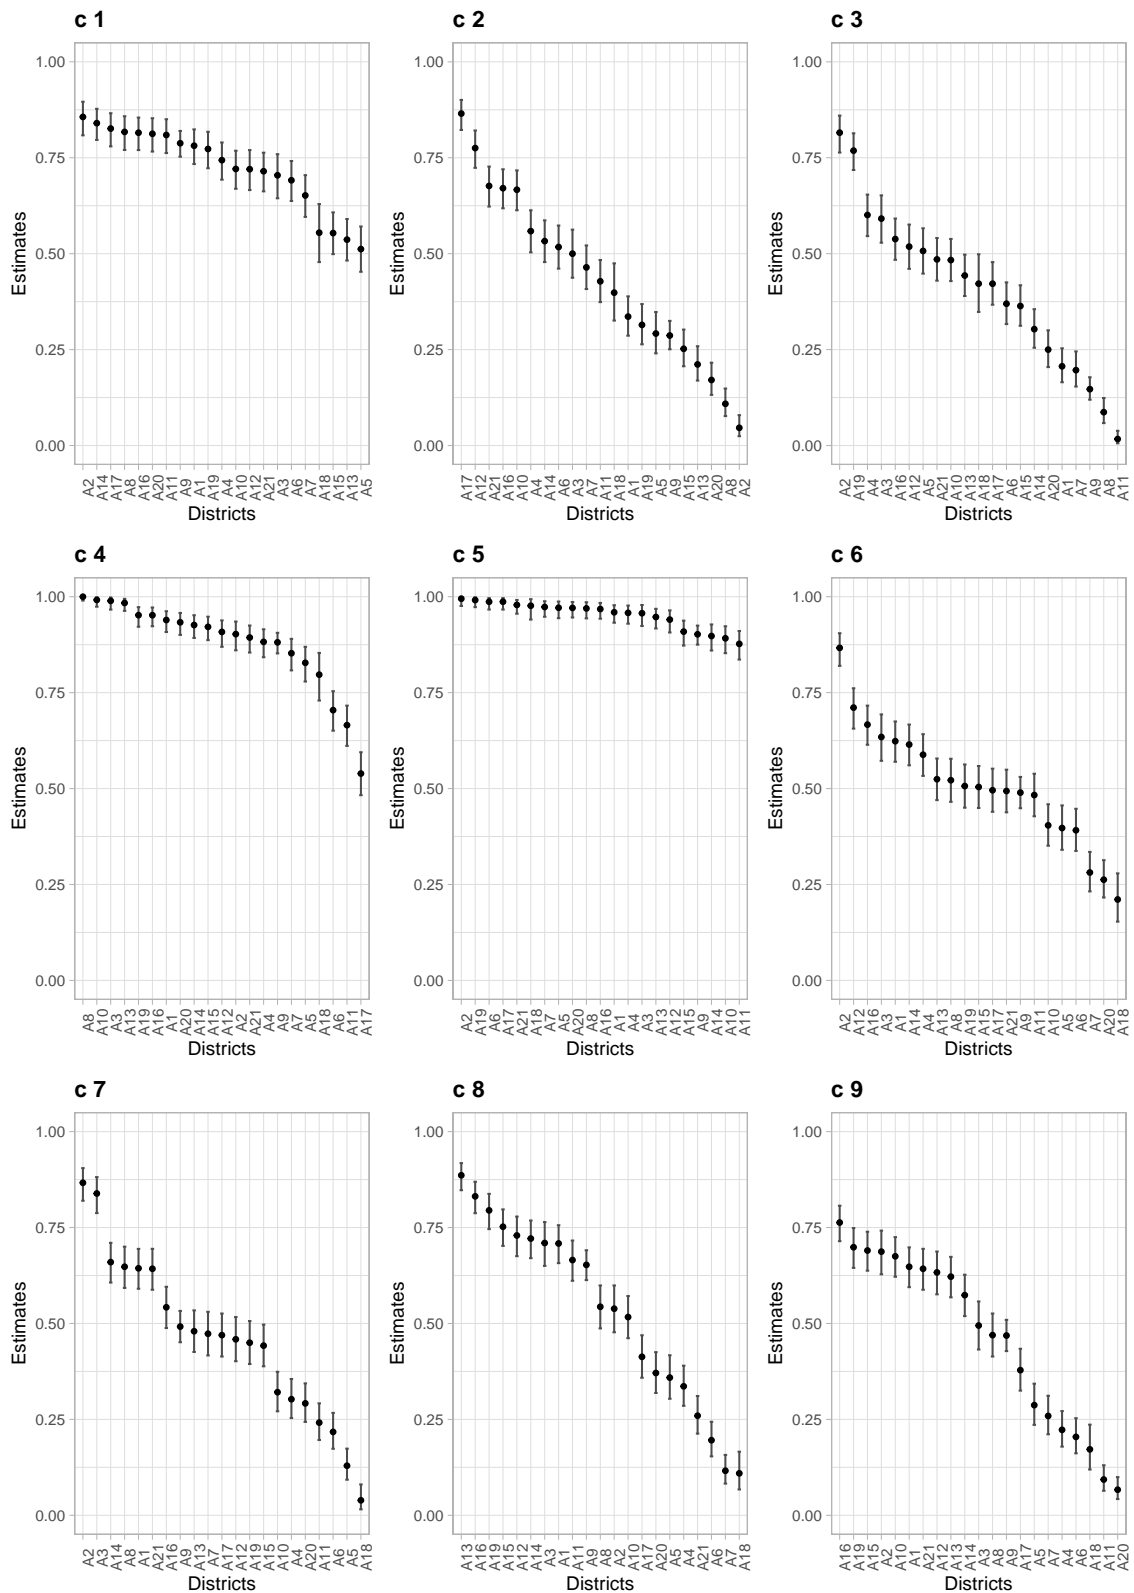 c 1
1.00
0.75
0.50
0.25
0.00
Estimates
A2 A14 A17 A8 A16 A20 A11 A9 A1 A19 A4 A10 A12 A21 A3 A6 A7 A18 A15 A13 A5
Districts
c 2
1.00
0.75
0.50
0.25
0.00
Estimates
A17 A12 A21 A16 A10 A4 A14 A6 A3 A7 A11 A18 A1 A19 A5 A9 A15 A13 A20 A8 A2
Districts
c 3
1.00
0.75
0.50
0.25
0.00
Estimates
A2 A19 A4 A3 A16 A12 A5 A21 A10 A13 A18 A17 A6 A15 A14 A20 A1 A7 A9 A8 A11
Districts
c 4
1.00
0.75
0.50
0.25
0.00
Estimates
A8 A10 A3 A13 A19 A16 A1 A20 A14 A15 A12 A2 A21 A4 A9 A7 A5 A18 A6 A11 A17
Districts
c 5
1.00
0.75
0.50
0.25
0.00
Estimates
A2 A19 A6 A17 A21 A18 A7 A5 A20 A8 A16 A1 A4 A3 A13 A12 A15 A9 A14 A10 A11
Districts
c 6
1.00
0.75
0.50
0.25
0.00
Estimates
A2 A12 A16 A3 A1 A14 A4 A13 A8 A19 A15 A17 A21 A9 A11 A10 A5 A6 A7 A20 A18
Districts
c 7
1.00
0.75
0.50
0.25
0.00
Estimates
A2 A3 A14 A8 A1 A21 A16 A9 A13 A7 A17 A12 A19 A15 A10 A4 A20 A11 A6 A5 A18
Districts
c 8
1.00
0.75
0.50
0.25
0.00
Estimates
A13 A16 A19 A15 A12 A14 A3 A1 A11 A9 A8 A2 A10 A17 A20 A5 A4 A21 A6 A7 A18
Districts
c 9
1.00
0.75
0.50
0.25
0.00
Estimates
A16 A19 A15 A2 A10 A1 A21 A12 A13 A14 A3 A8 A9 A17 A5 A7 A4 A6 A18 A11 A20
Districts